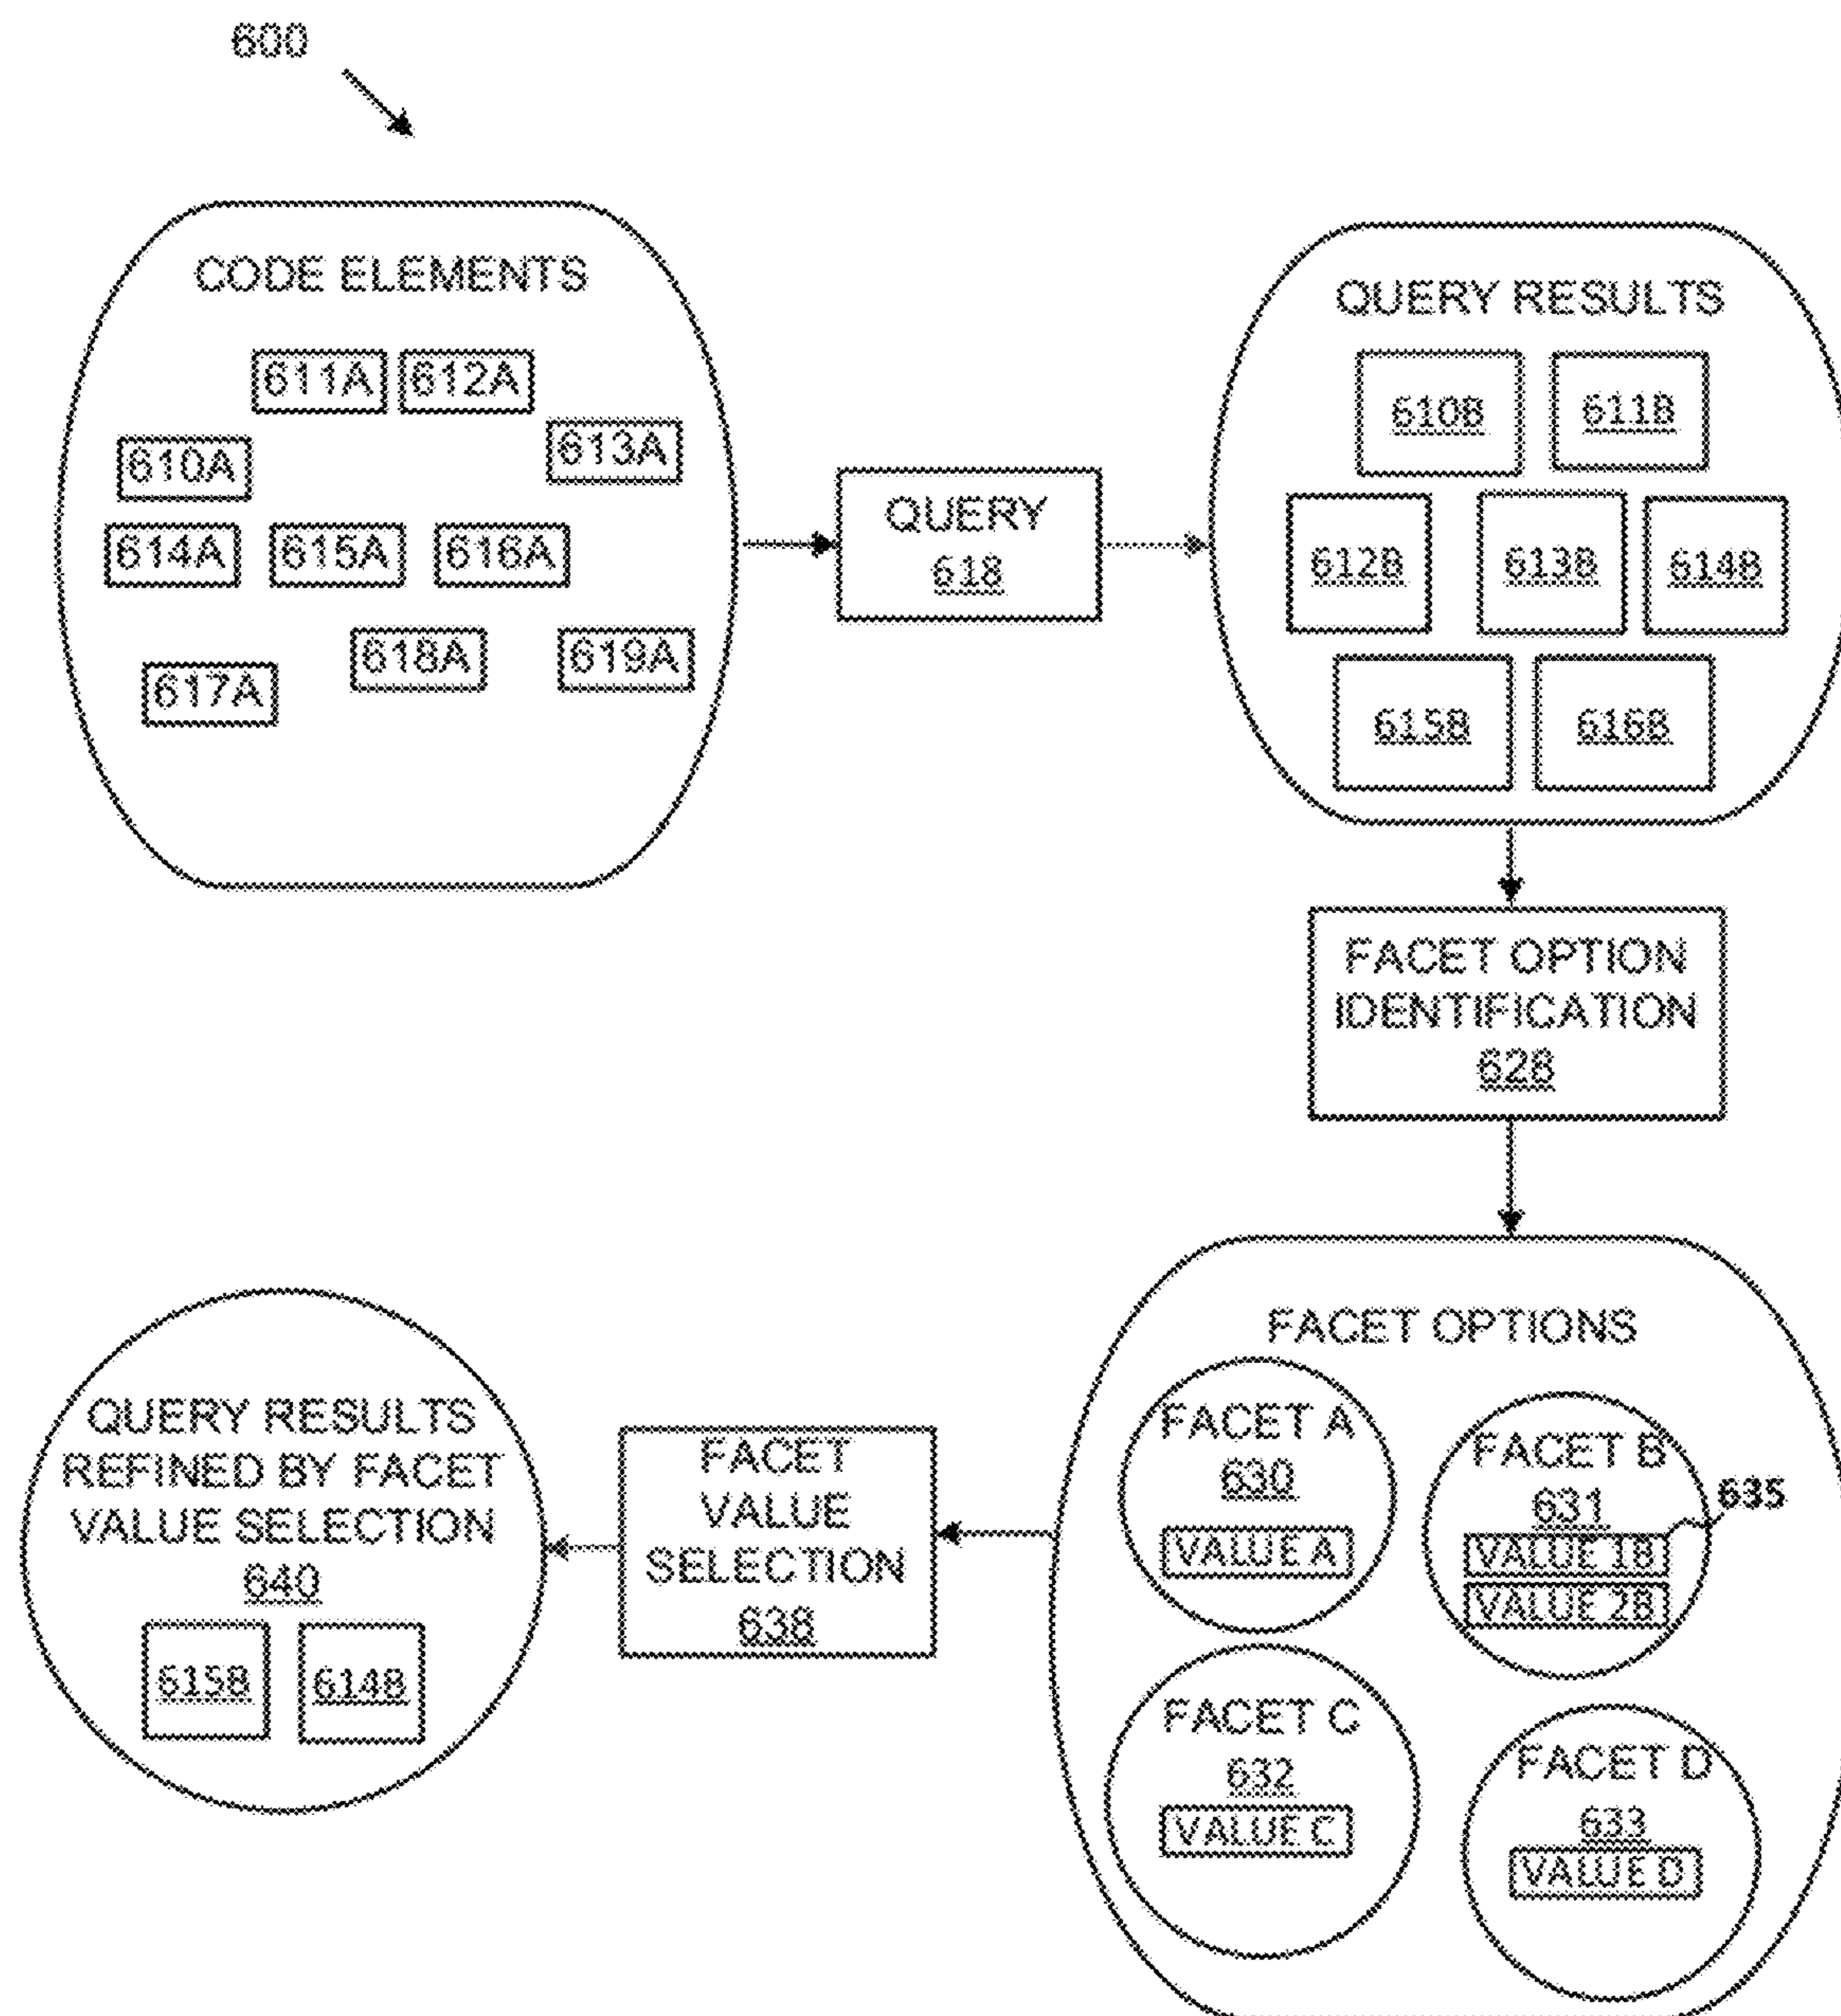 600
CODE ELEMENTS
611A 612A
613A
610A
614A 615A 616A
618A 619A
617A
QUERY
618
QUERY RESULTS
610B 611B
612B 613B 614B
615B 616B
FACET OPTION
IDENTIFICATION
628
FACET OPTIONS
FACET A
630
VALUE A
FACET B
631
635
VALUE 1B
VALUE 2B
FACET C
632
VALUE C
FACET D
633
VALUE D
FACET
VALUE
SELECTION
638
QUERY RESULTS
REFINED BY FACET
VALUE SELECTION
640
615B 614B